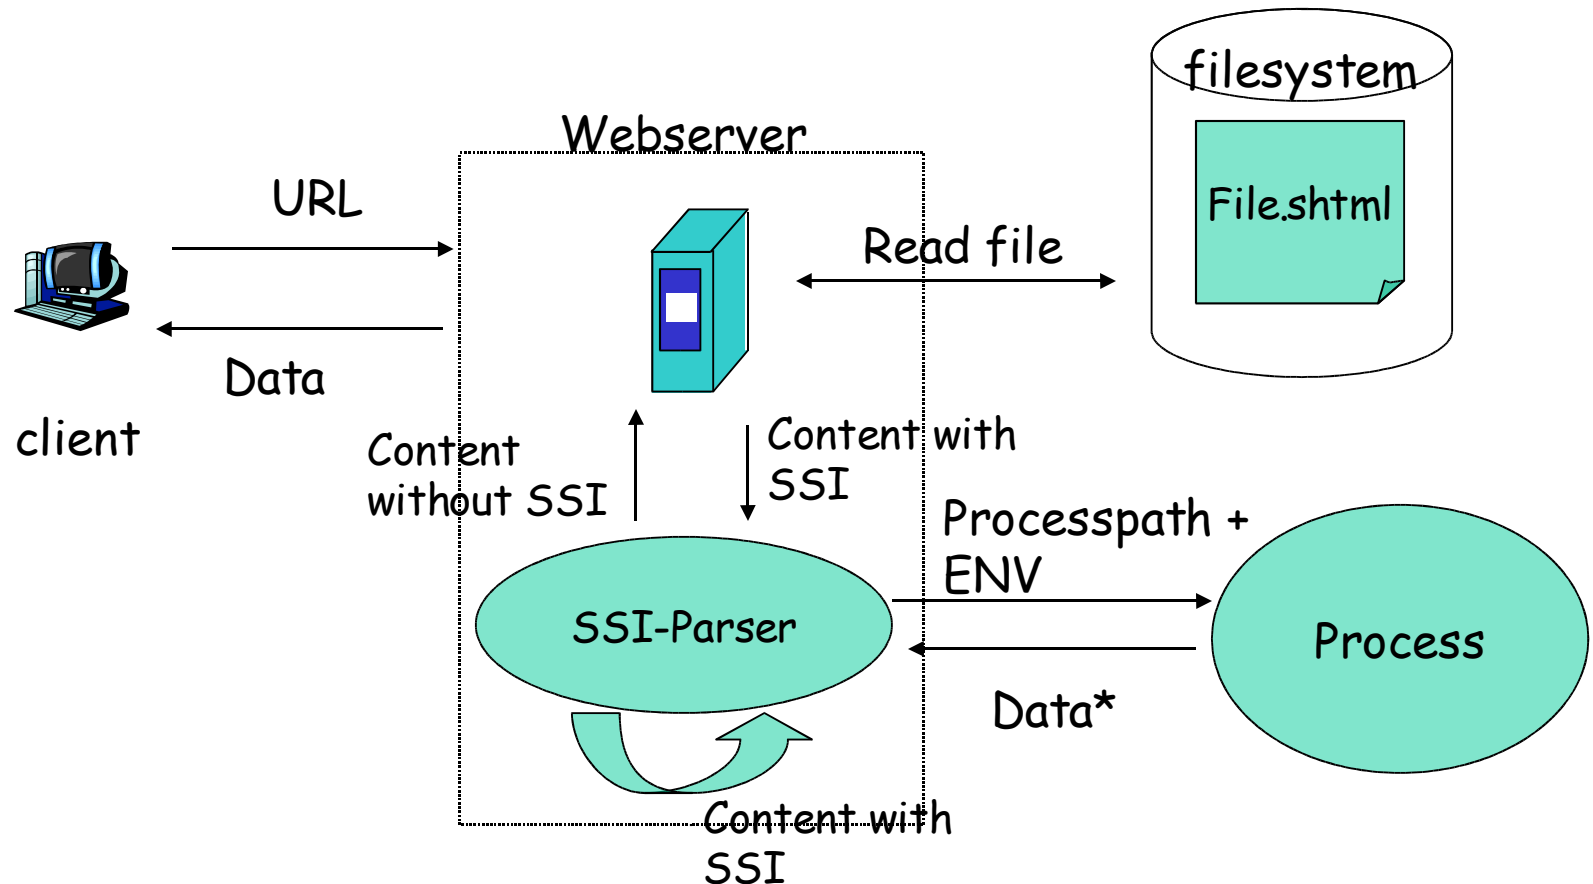 filesystem
Webserver
URL
File.shtml
Read file
Data
client
Content
without SSI
Content with
SSI
Processpath +
ENV
SSI-Parser
Process
Data*
Content with
SSI